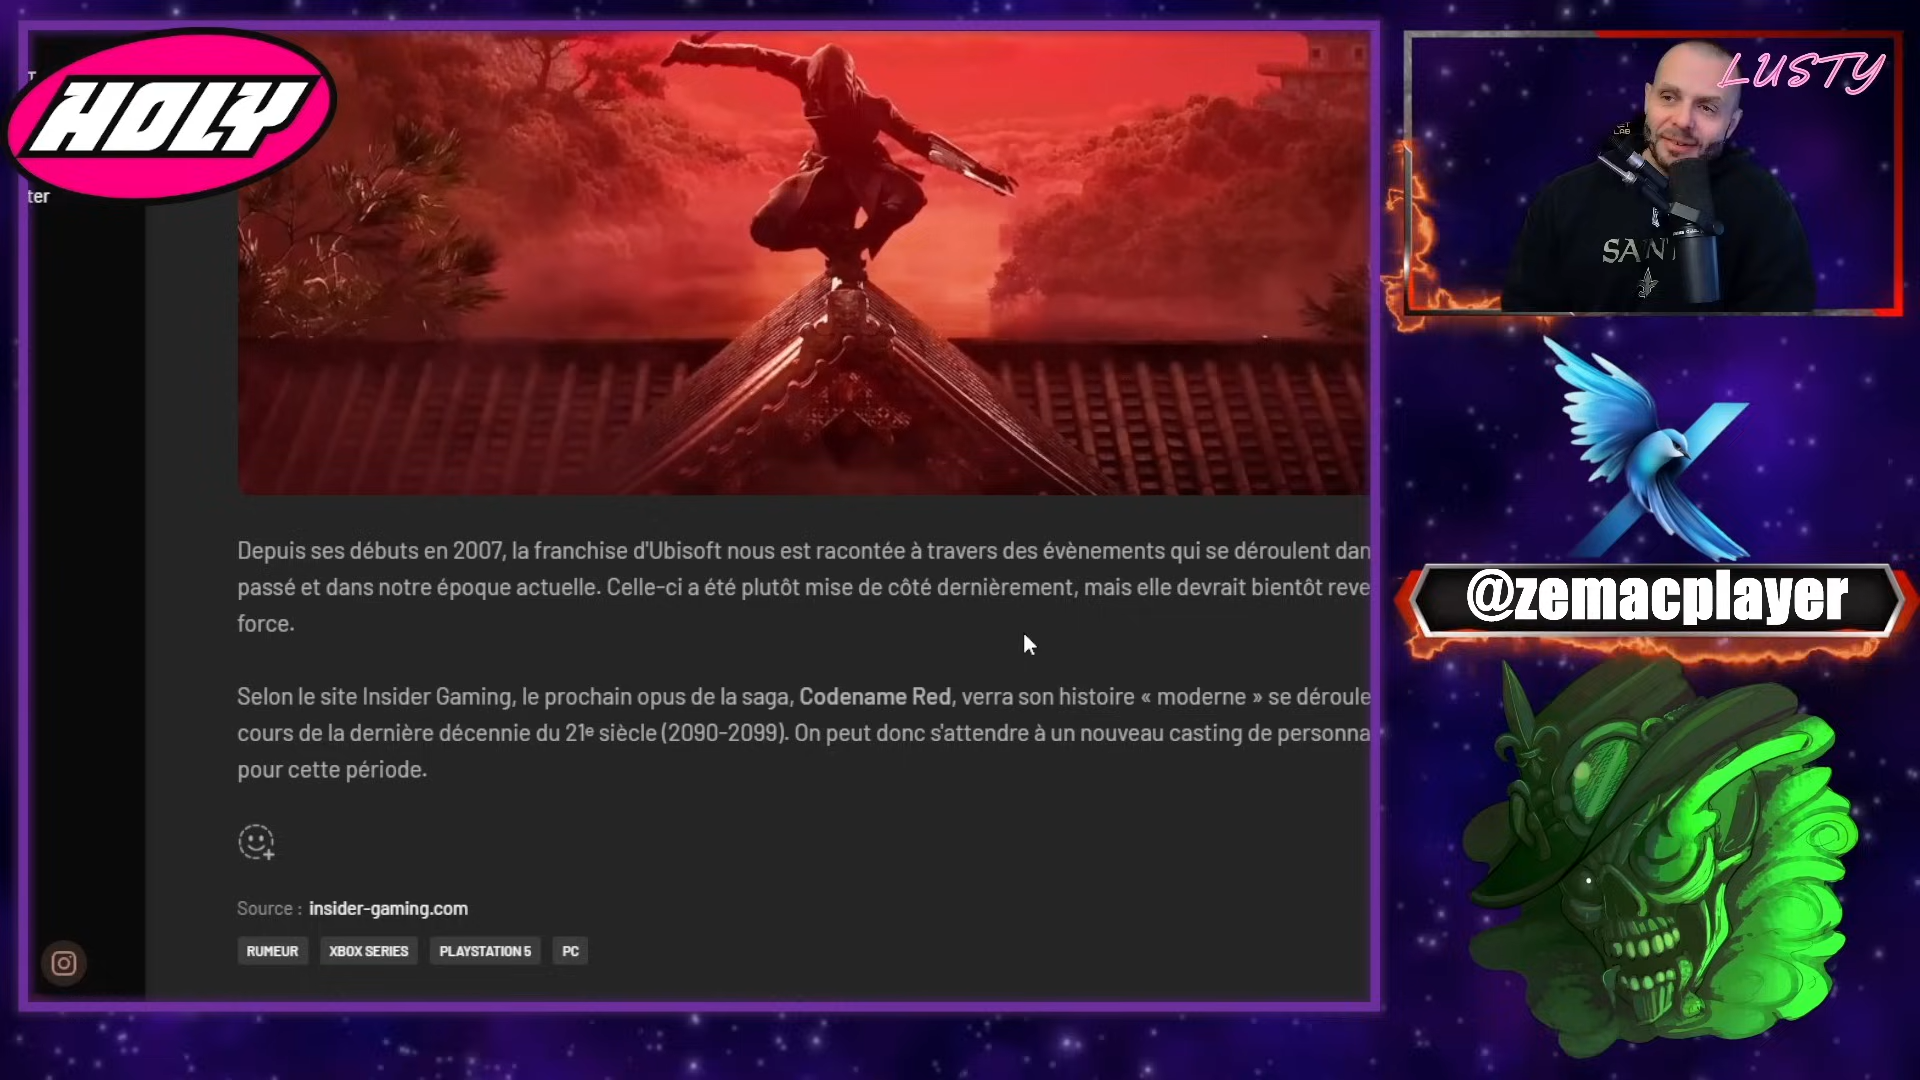 HOLY
LUSTY
ter
SAINT
Depuis ses débuts en 2007, la franchise d'Ubisoft nous est racontée à travers des évènements qui se déroulent dan
passé et dans notre époque actuelle. Celle-ci a été plutôt mise de côté dernièrement, mais elle devrait bientôt reve
force.
@zemacplayer
Selon le site Insider Gaming, le prochain opus de la saga, Codename Red, verra son histoire « moderne » se déroule
cours de la dernière décennie du 21e siècle (2090-2099). On peut donc s'attendre à un nouveau casting de personna
pour cette période.
Source : insider-gaming.com
RUMEUR XBOX SERIES PLAYSTATION 5 PC